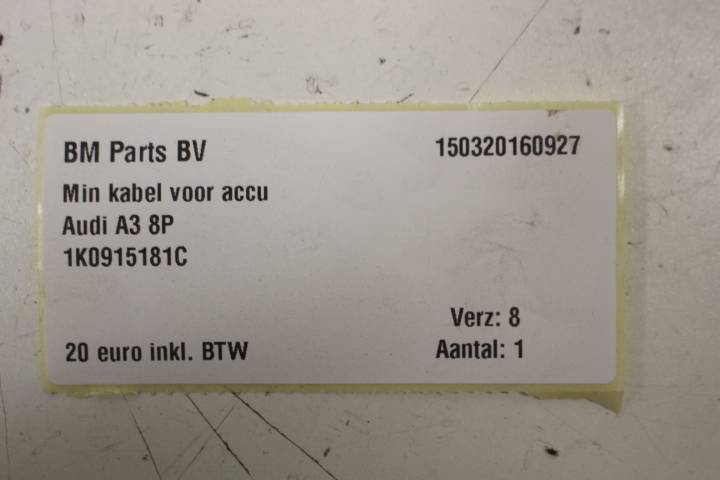 BM Parts BV 150320160927
Min kabel voor accu
Audi A3 8P
1K0915181C
Verz: 8
20 euro inkl. BTW Aantal: 1